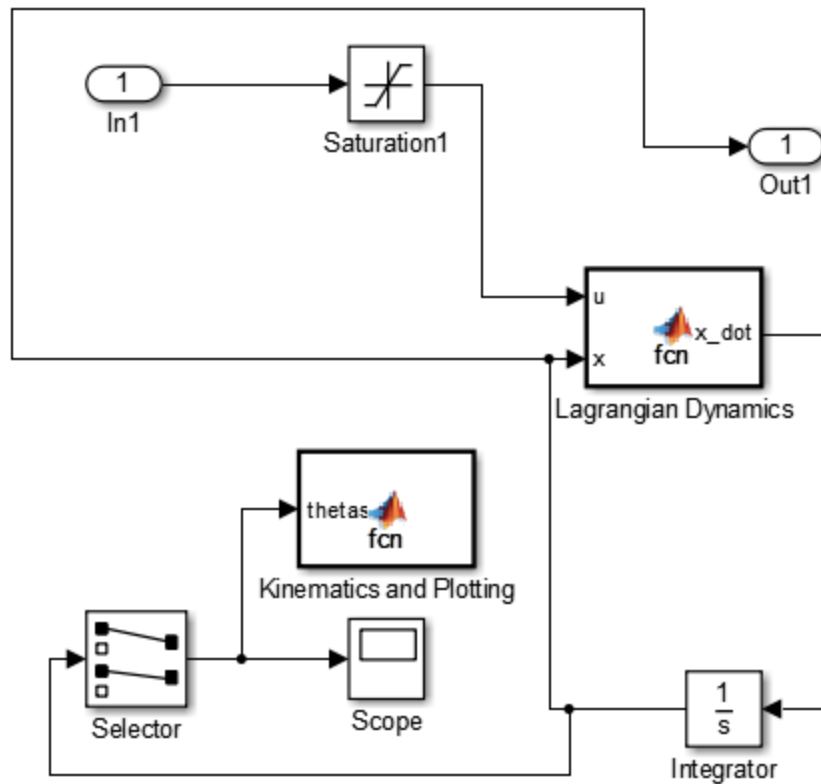 1
In1
Saturation1
1
Out1
u
x_dot
fcn
x
Lagrangian Dynamics
thetas
fcn
Kinematics and Plotting
Selector
Scope
1
s
Integrator